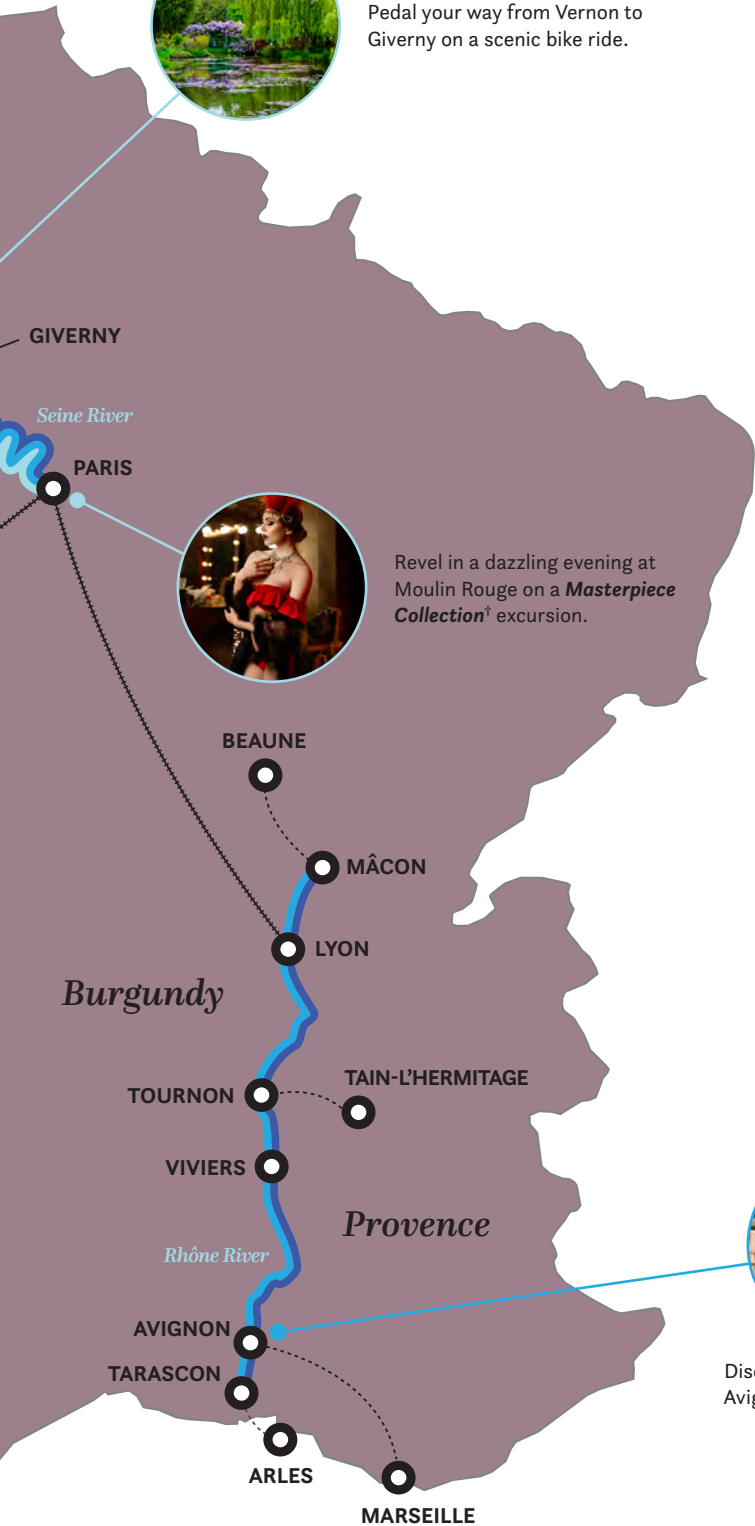 Pedal your way from Vernon to
Giverny on a scenic bike ride.
GIVERNY
Seine River
PARIS
Revel in a dazzling evening at
Moulin Rouge on a Masterpiece
Collection† excursion.
BEAUNE
MÂCON
LYON
Burgundy
TAIN-L’HERMITAGE
TOURNON
VIVIERS
Provence
Rhône River
AVIGNON
TARASCON
ARLES
MARSEILLE